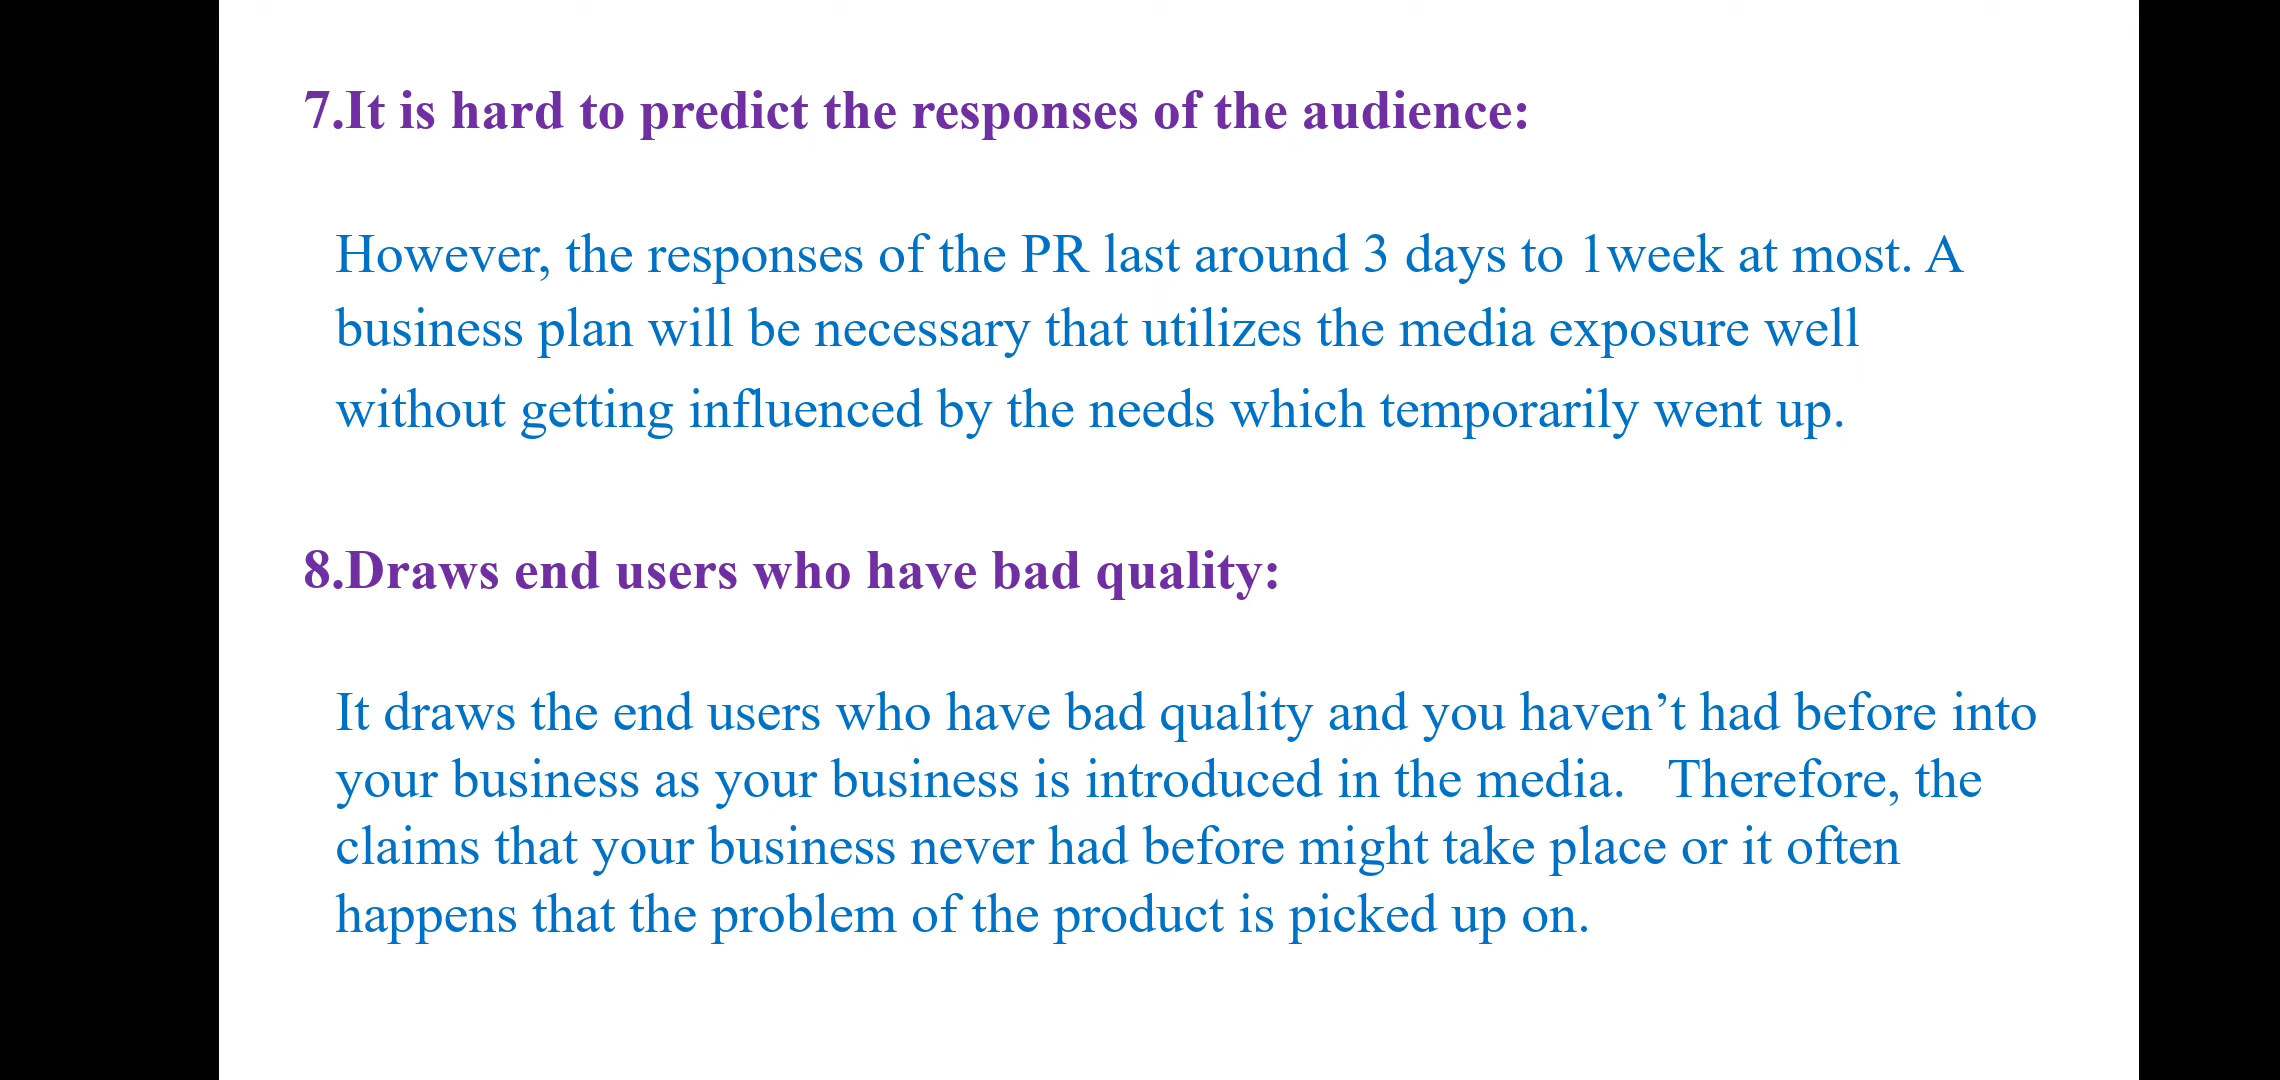 7.It is hard to predict the responses of the audience:
However, the responses of the PR last around 3 days to 1week at most. A
business plan will be necessary that utilizes the media exposure well
without getting influenced by the needs which temporarily went up.
8.Draws end users who have bad quality:
It draws the end users who have bad quality and you haven’t had before into
your business as your business is introduced in the media.   Therefore, the
claims that your business never had before might take place or it often
happens that the problem of the product is picked up on.